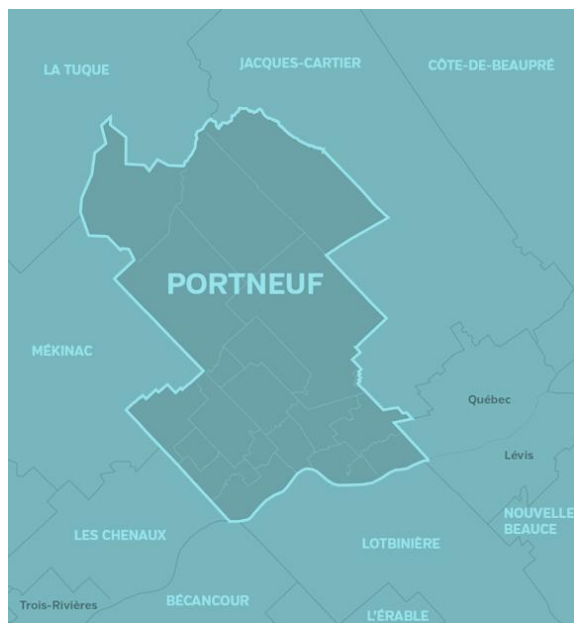 JACQUES-CARTIER
CÔTE-DE-BEAUPRÉ
LA TUQUE
PORTNEUF
MÉKINAC
Québec
Lévis
NOUVELLE
BEAUCE
LES CHENAUX
LOTBINIÈRE
BÉCANCOUR
Trois-Rivières
L'ÉRABLE